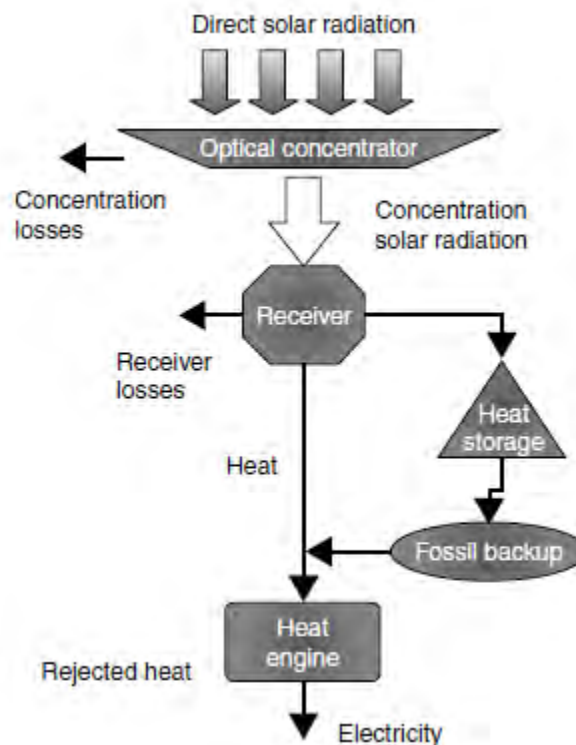 Direct solar radiation
Optical concentrator
Concentration
losses
Concentration
solar radiation
Receiver
Receiver
losses
Heat
storage
Heat
Fossil backup
Heat
engine
Rejected heat
Electricity